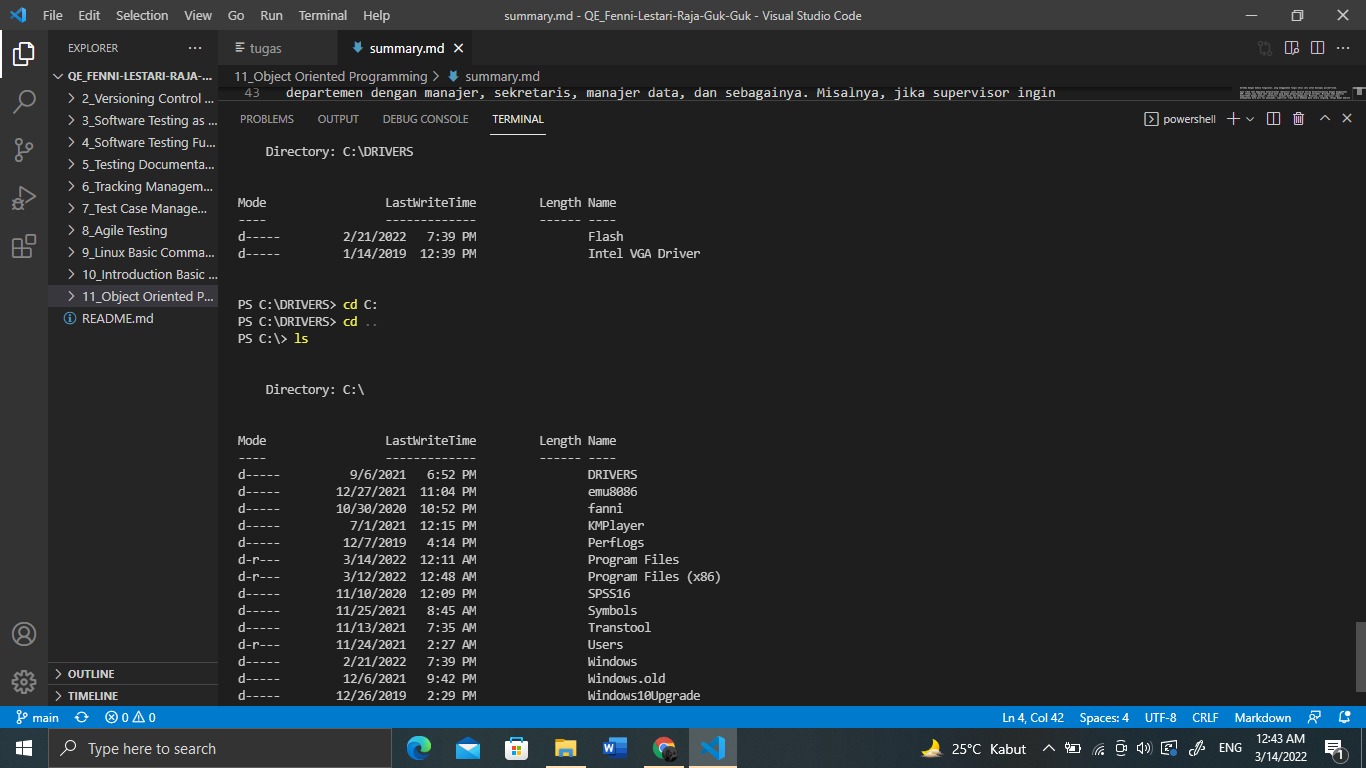 File Edit Selection View Go Run Terminal Help summary.md - QE_Fenni-Lestari-Raja-Guk-Guk - Visual Studio Code
EXPLORER ···
tugas summary.md
QE_FENNI-LESTARI-RAJA-...
11_Object Oriented Programming > summary.md
2_Versioning Control ...
3_Software Testing as ...
4_Software Testing Fu...
5_Testing Documenta...
6_Tracking Managem...
7_Test Case Manage...
8_Agile Testing
9_Linux Basic Comma...
10_Introduction Basic ...
11_Object Oriented P...
README.md
OUTLINE
TIMELINE
43 departemen dengan manajer, sekretaris, manajer data, dan sebagainya. Misalnya, jika supervisor ingin
PROBLEMS OUTPUT DEBUG CONSOLE TERMINAL powershell
Directory: C:\DRIVERS
Mode LastWriteTime Length Name
---- ------------- ------ ----
d----- 2/21/2022 7:39 PM Flash
d----- 1/14/2019 12:39 PM Intel VGA Driver
PS C:\DRIVERS> cd C:
PS C:\DRIVERS> cd ..
PS C:\> ls
Directory: C:\
Mode LastWriteTime Length Name
---- ------------- ------ ----
d----- 9/6/2021 6:52 PM DRIVERS
d----- 12/27/2021 11:04 PM emu8086
d----- 10/30/2020 10:52 PM fanni
d----- 7/1/2021 12:15 PM KMPlayer
d----- 12/7/2019 4:14 PM PerfLogs
d-r--- 3/14/2022 12:11 AM Program Files
d-r--- 3/12/2022 12:48 AM Program Files (x86)
d----- 11/10/2020 12:09 PM SPSS16
d----- 11/25/2021 8:45 AM Symbols
d----- 11/13/2021 7:35 AM Transtool
d-r--- 11/24/2021 2:27 AM Users
d----- 2/21/2022 7:39 PM Windows
d----- 12/6/2021 9:42 PM Windows.old
d----- 12/26/2019 2:29 PM Windows10Upgrade
main 0 0 Ln 4, Col 42 Spaces: 4 UTF-8 CRLF Markdown
Type here to search 25°C Kabut ENG 12:43 AM
3/14/2022 1